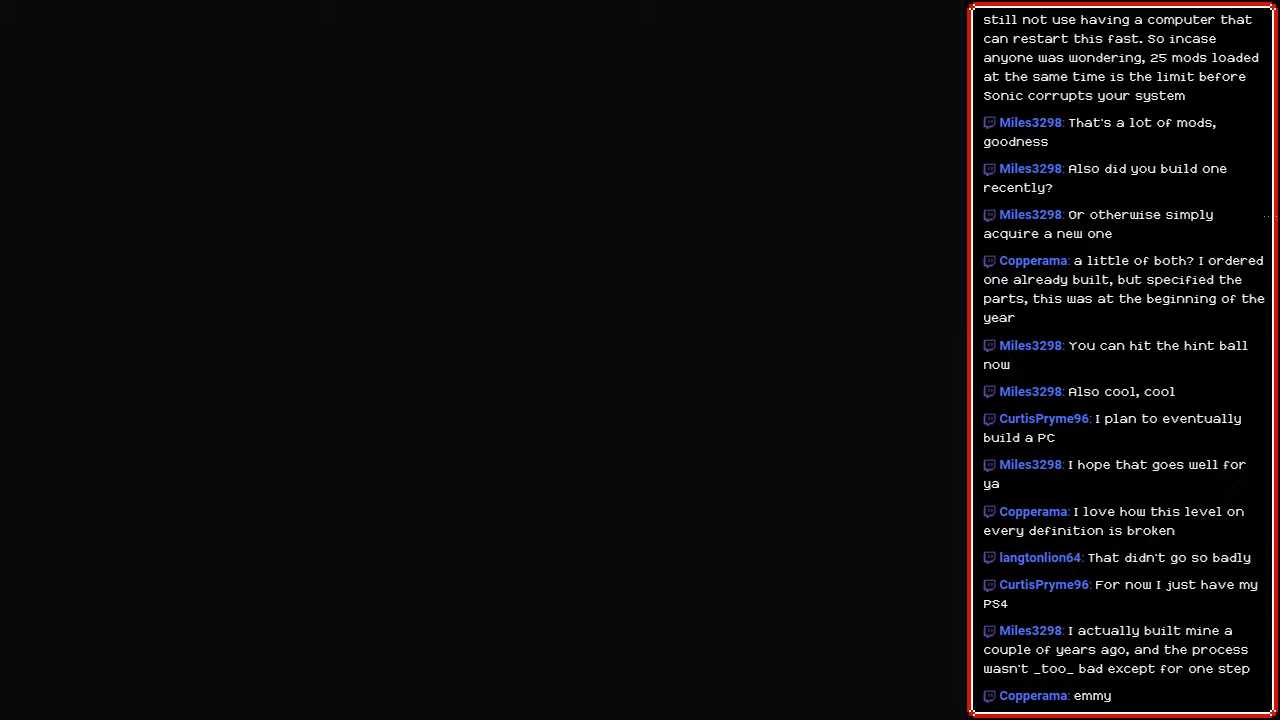 still not use having a computer that
can restart this fast. So incase
anyone was wondering, 25 mods loaded
at the same time is the limit before
Sonic corrupts your system
Miles3298: That's a lot of mods,
goodness
Miles3298: Also did you build one
recently?
Miles3298: Or otherwise simply
acquire a new one
Copperama: a little of both? I ordered
one already built, but specified the
parts, this was at the beginning of the
year
Miles3298: You can hit the hint ball
now
Miles3298: Also cool, cool
CurtisPryme96: I plan to eventually
build a PC
Miles3298: I hope that goes well for
ya
Copperama: I love how this level on
every definition is broken
langtonlion64: That didn't go so badly
CurtisPryme96: For now I just have my
PS4
Miles3298: I actually built mine a
couple of years ago, and the process
wasn't _too_ bad except for one step
Copperama: emmy